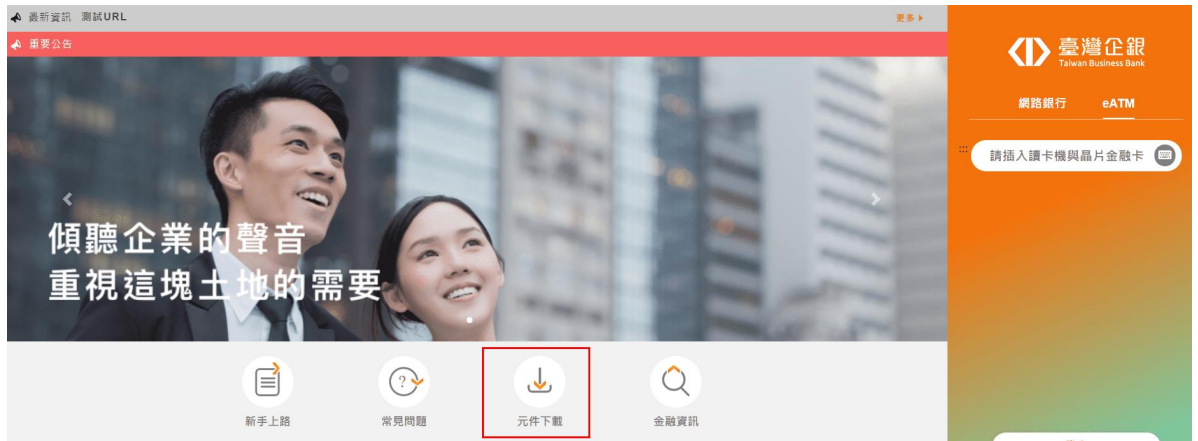 最新資訊 測試URL
更多
重要公告
傾聽企業的聲音
重視這塊土地的需要
新手上路
常見問題
元件下載
金融資訊
臺灣企銀
Taiwan Business Bank
網路銀行 eATM
請插入讀卡機與晶片金融卡